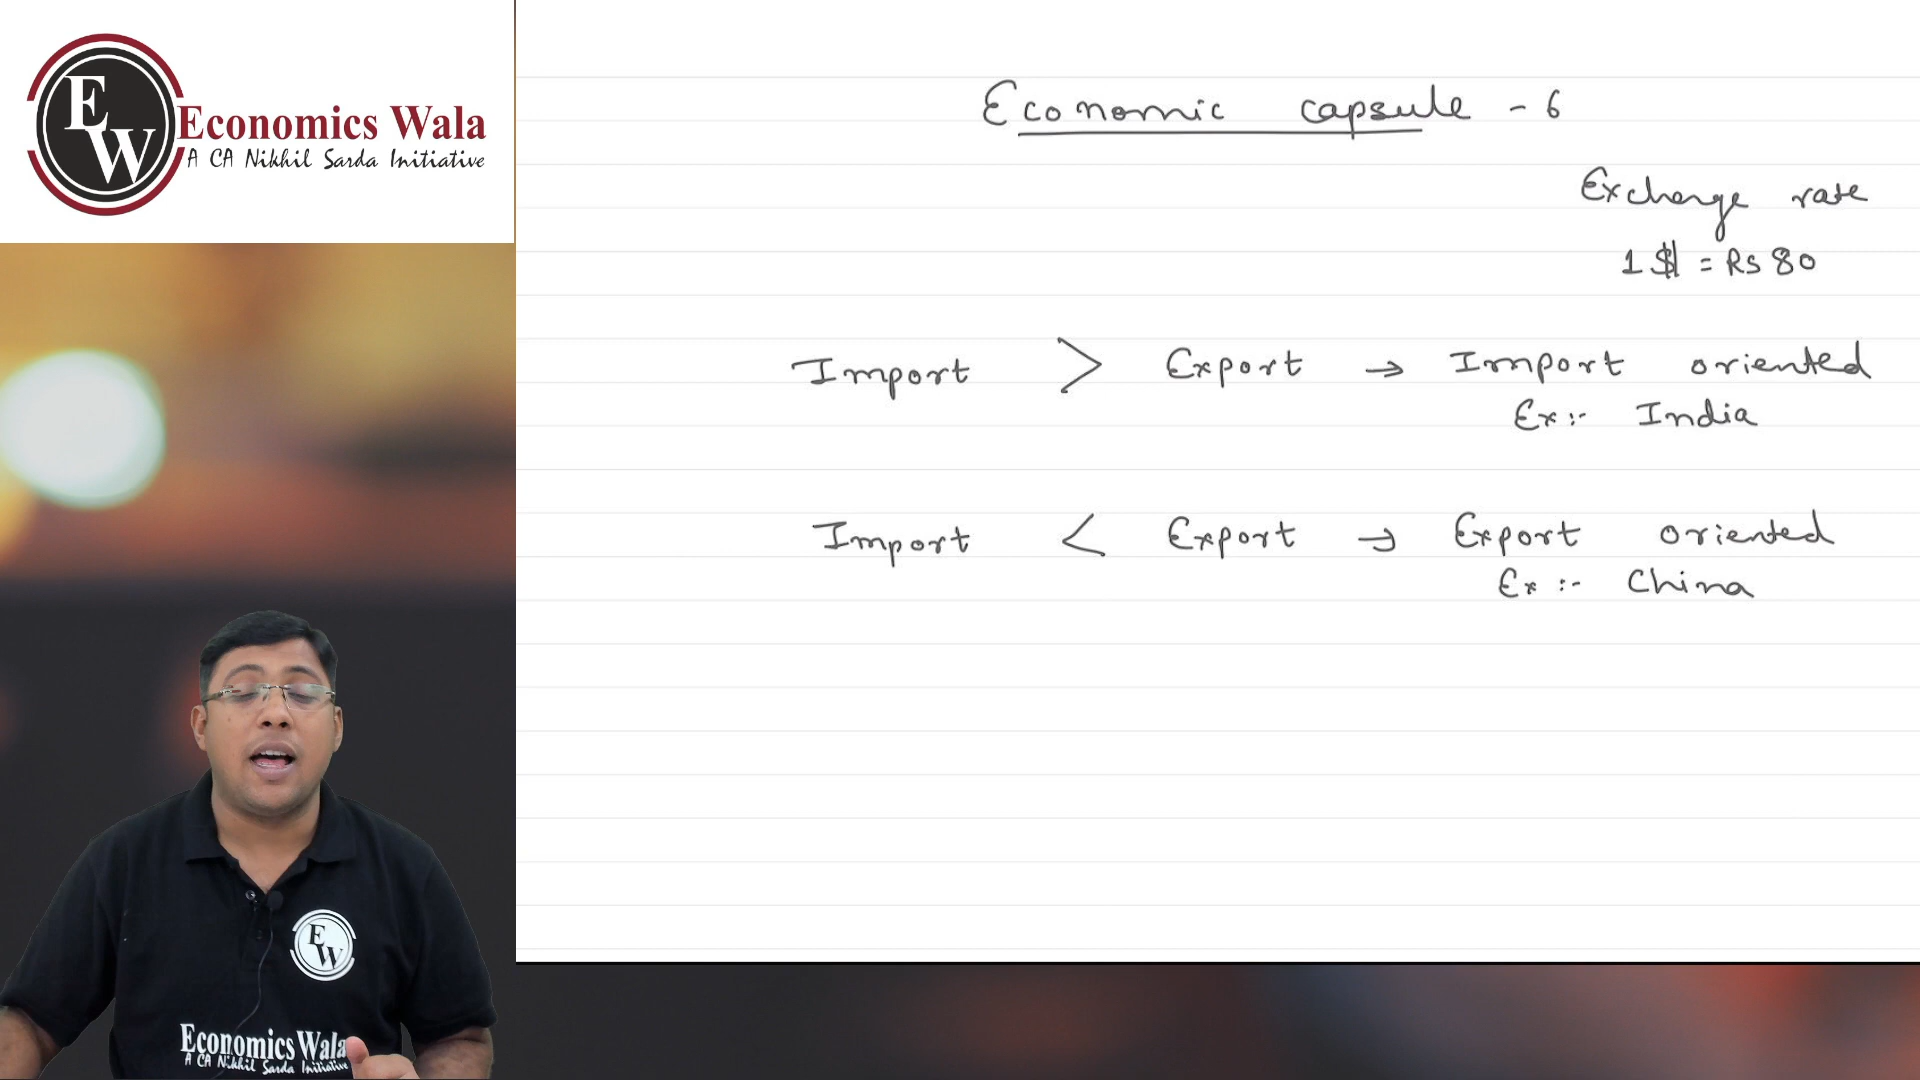 E
W
Economics Wala
A CA Nikhil Sarda Initiative
Economic capsule - 6
Exchange rate
1 $ = Rs 80
Import > Export → Import oriented
Ex :- India
Import < Export → Export oriented
Ex :- China
E
W
Economics Wala
A CA Nikhil Sarda Initiative